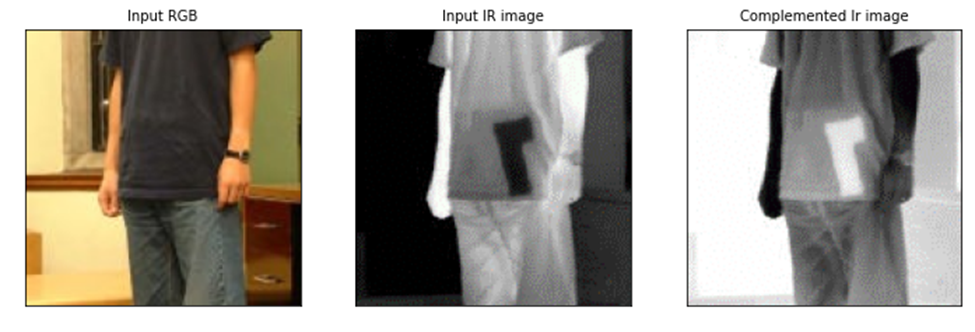 Input RGB
Input IR image
Complemented Ir image